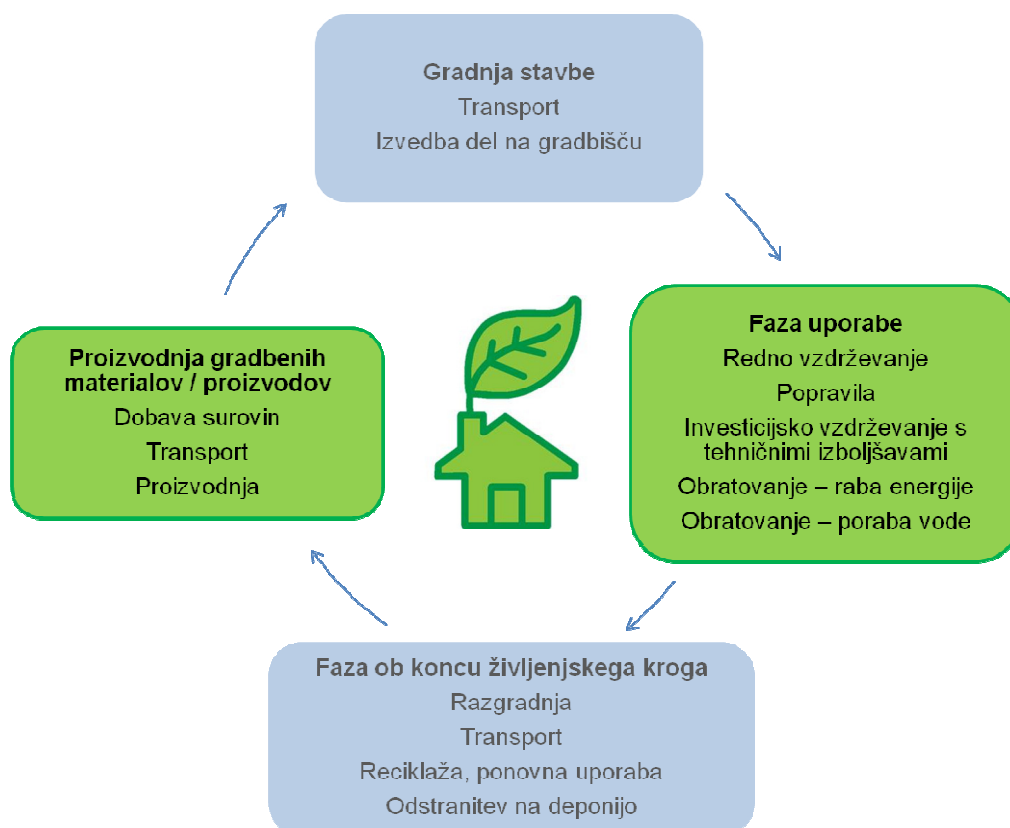 Gradnja stavbe
Transport
Izvedba del na gradbišču
Faza uporabe
Redno vzdrževanje
Popravila
Investicijsko vzdrževanje s
tehničnimi izboljšavami
Obratovanje – raba energije
Obratovanje – poraba vode
Proizvodnja gradbenih
materialov / proizvodov
Dobava surovin
Transport
Proizvodnja
Faza ob koncu življenjskega kroga
Razgradnja
Transport
Reciklaža, ponovna uporaba
Odstranitev na deponijo